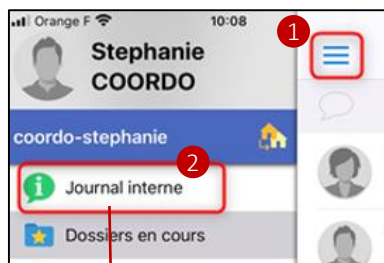 Orange F 10:08
1
Stephanie
COORDO
coordo-stephanie
2
Journal interne
Dossiers en cours